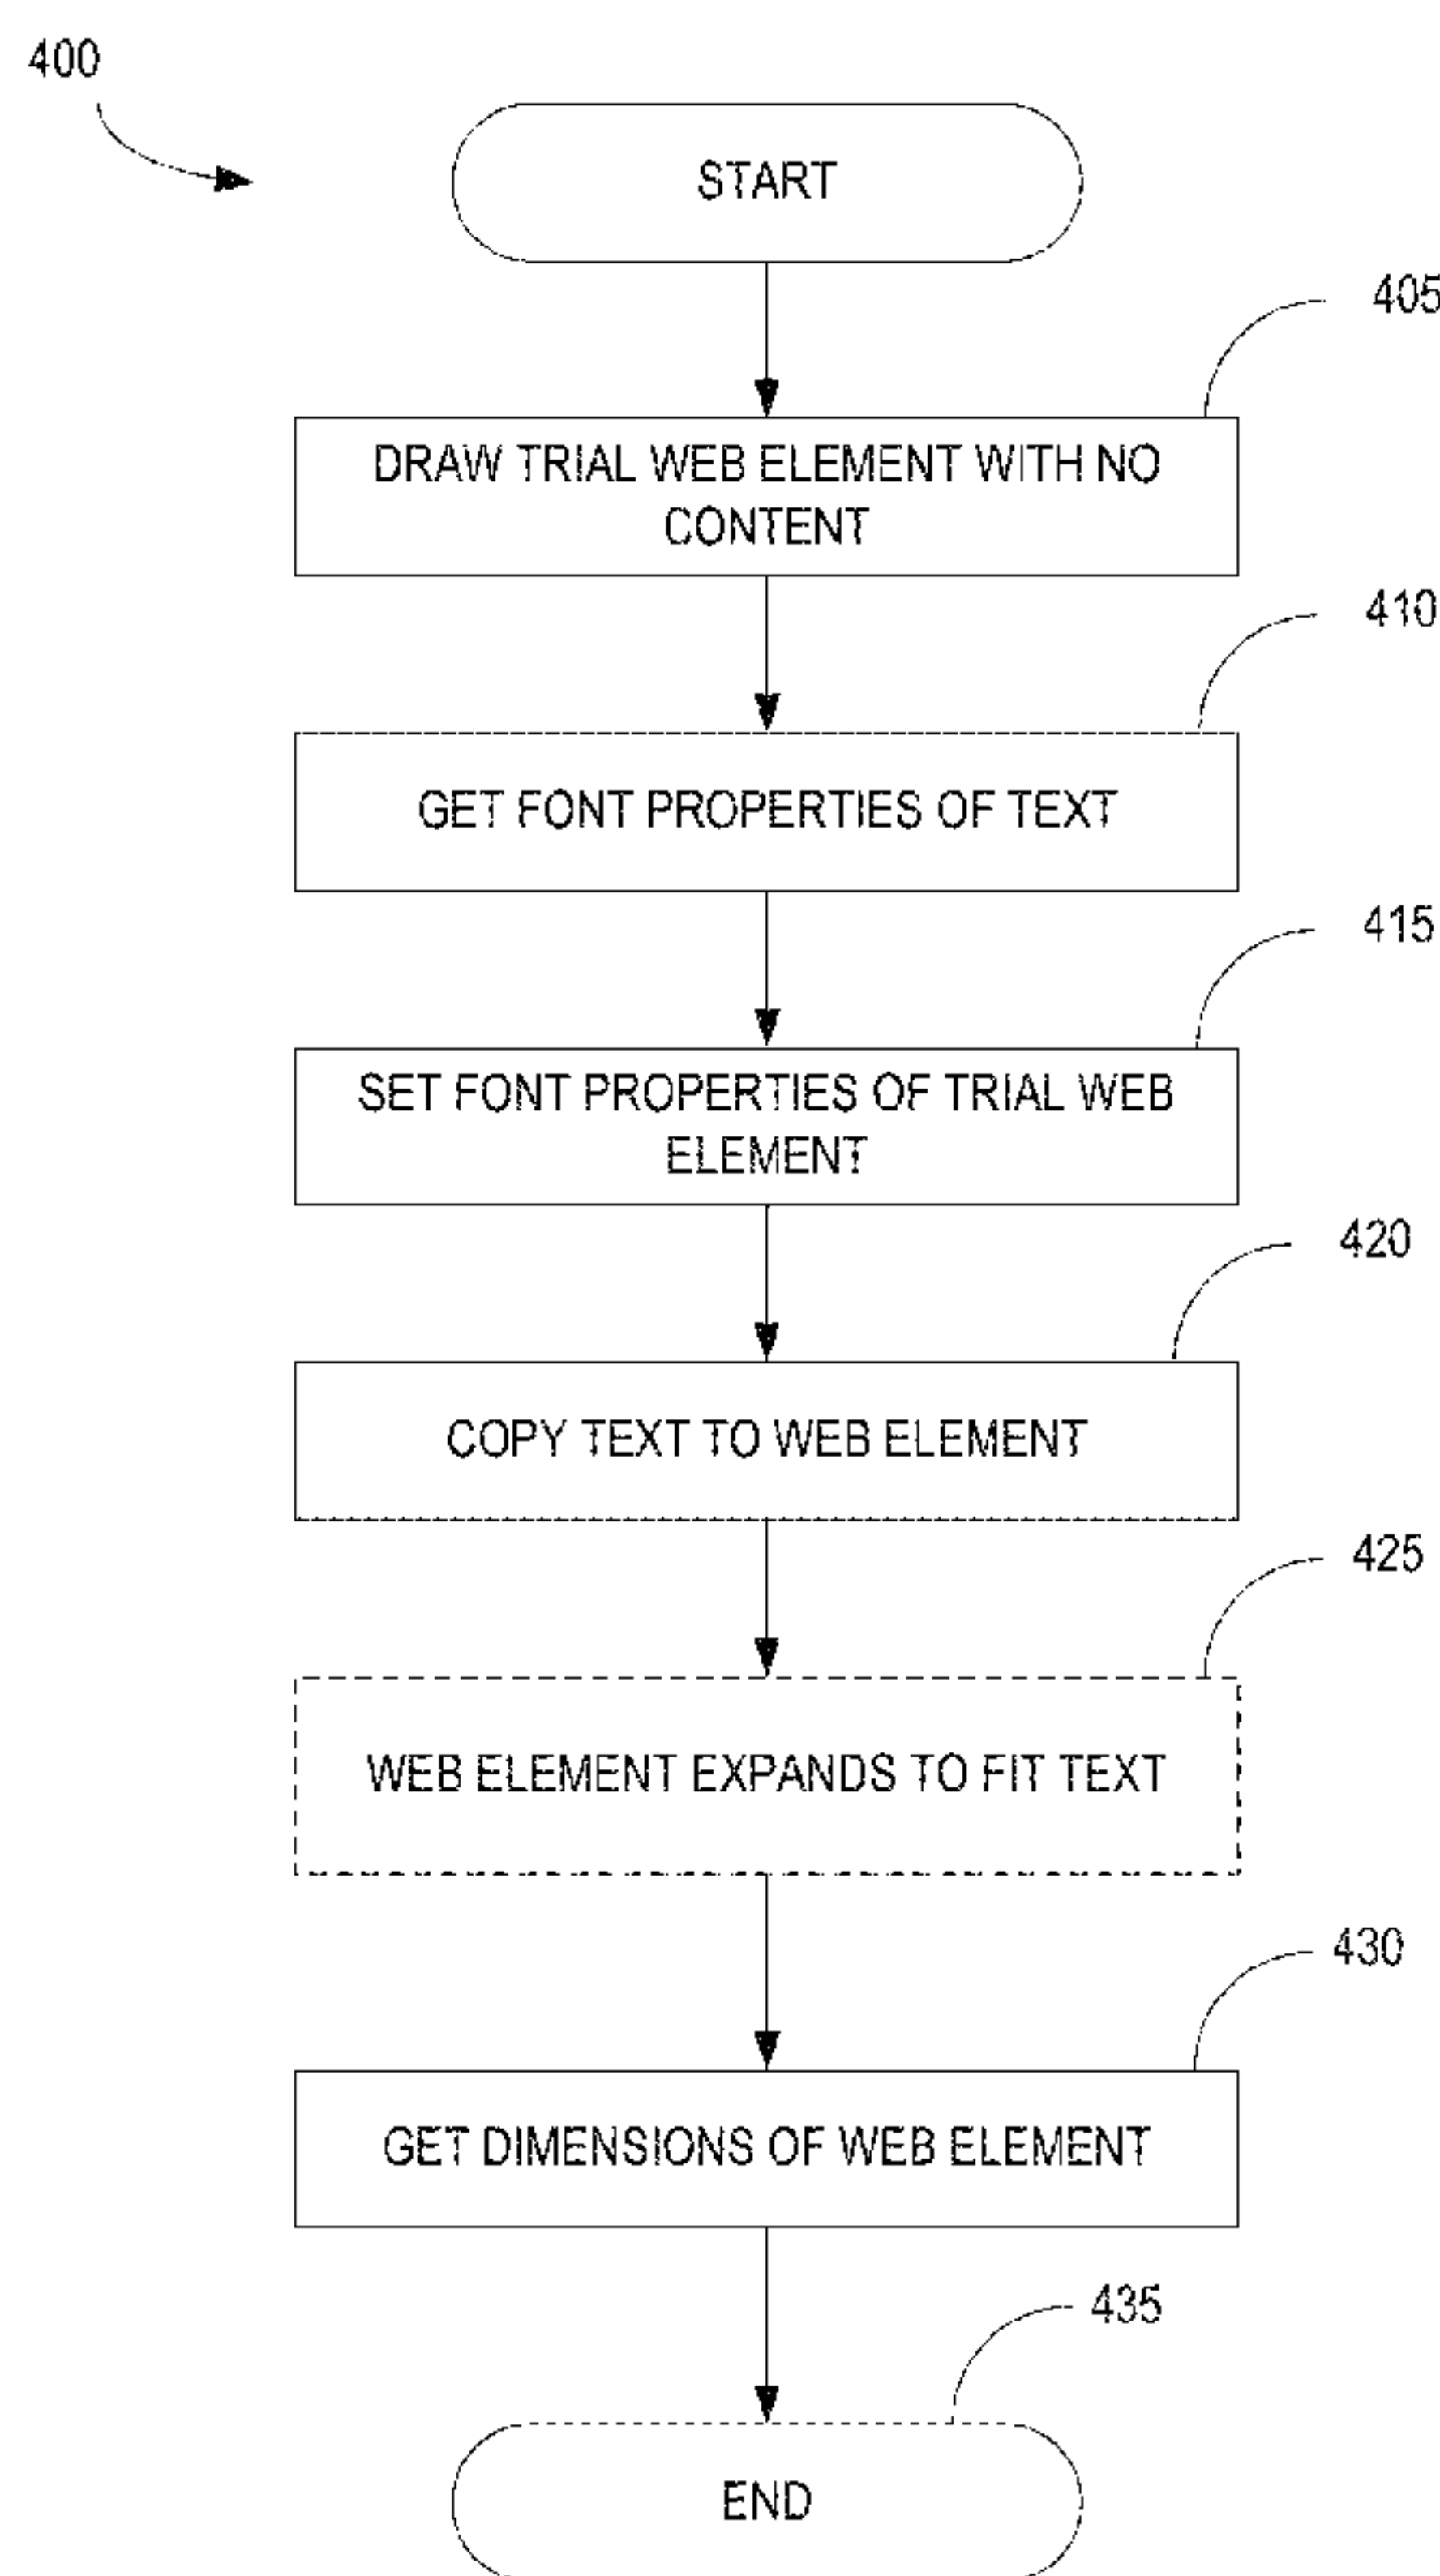 400
START
405
DRAW TRIAL WEB ELEMENT WITH NO
CONTENT
410
GET FONT PROPERTIES OF TEXT
415
SET FONT PROPERTIES OF TRIAL WEB
ELEMENT
420
COPY TEXT TO WEB ELEMENT
425
WEB ELEMENT EXPANDS TO FIT TEXT
430
GET DIMENSIONS OF WEB ELEMENT
435
END